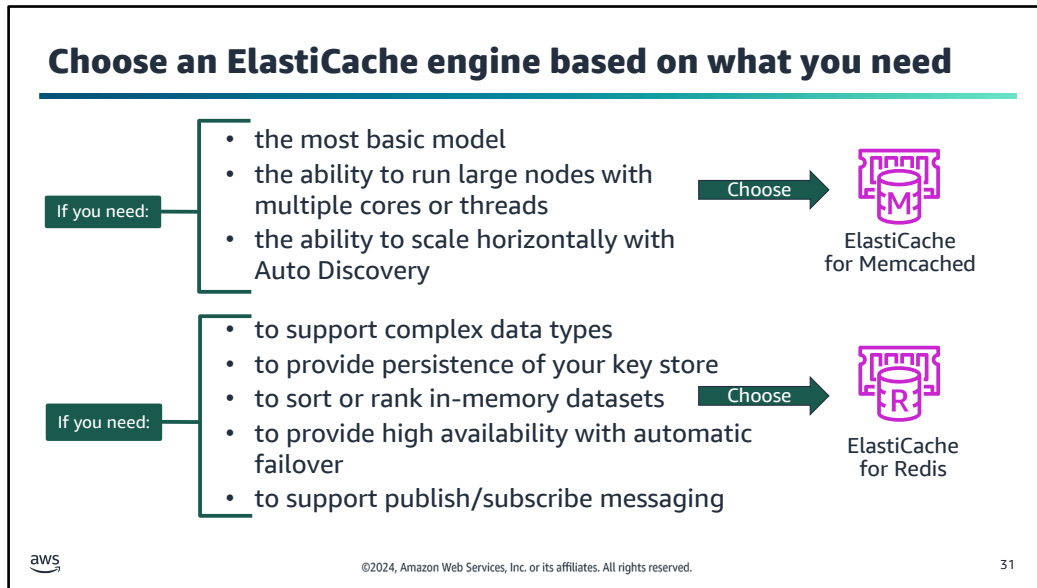 Choose an ElastiCache engine based on what you need
If you need:
• the most basic model
• the ability to run large nodes with
multiple cores or threads
• the ability to scale horizontally with
Auto Discovery
Choose
M
ElastiCache
for Memcached
If you need:
• to support complex data types
• to provide persistence of your key store
• to sort or rank in-memory datasets
• to provide high availability with automatic
failover
• to support publish/subscribe messaging
Choose
R
ElastiCache
for Redis
aws
©2024, Amazon Web Services, Inc. or its affiliates. All rights reserved.
31